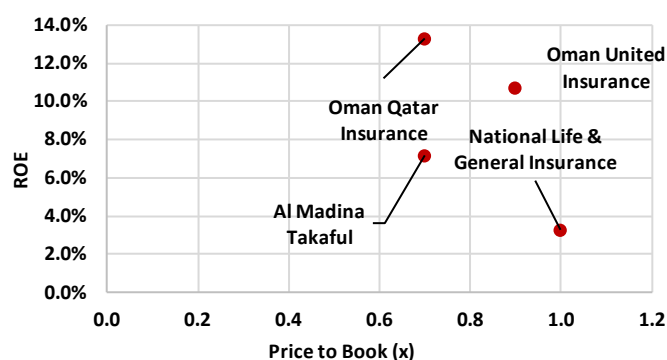 14.0%
12.0%
10.0%
8.0%
6.0%
4.0%
2.0%
0.0%
ROE
Oman United
Insurance
Oman Qatar
Insurance
National Life &
General Insurance
Al Madina
Takaful
0.0 0.2 0.4 0.6 0.8 1.0 1.2
Price to Book (x)